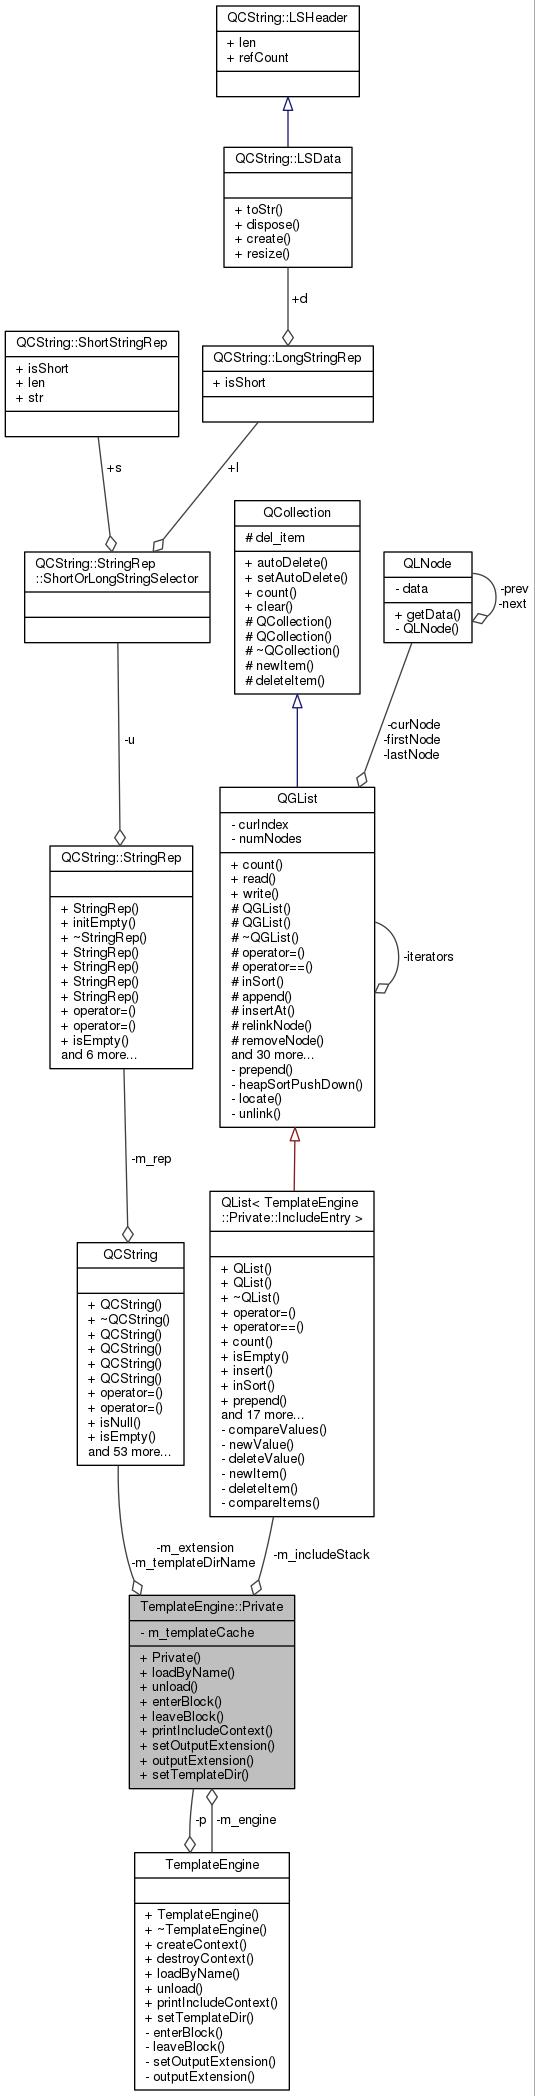 QCString::LSHeader
+ len
+ refCount
QCString::LSData
+ toStr()
+ dispose()
+ create()
+ resize()
+d
QCString::ShortStringRep
+ isShort
+ len
+ str
QCString::LongStringRep
+ isShort
+s
+l
QCollection
# del_item
+ autoDelete()
+ setAutoDelete()
+ count()
+ clear()
# QCollection()
# QCollection()
# ~QCollection()
# newItem()
# deleteItem()
QCString::StringRep
::ShortOrLongStringSelector
QLNode
- data
+ getData()
- QLNode()
-prev
-next
-u
-curNode
-firstNode
-lastNode
QGList
- curIndex
- numNodes
+ count()
+ read()
+ write()
# QGList()
# QGList()
# ~QGList()
# operator=()
# operator==()
# inSort()
# append()
# insertAt()
# relinkNode()
# removeNode()
and 30 more...
- prepend()
- heapSortPushDown()
- locate()
- unlink()
-iterators
QCString::StringRep
+ StringRep()
+ initEmpty()
+ ~StringRep()
+ StringRep()
+ StringRep()
+ StringRep()
+ StringRep()
+ operator=()
+ operator=()
+ isEmpty()
and 6 more...
-m_rep
QList< TemplateEngine
::Private::IncludeEntry >
+ QList()
+ QList()
+ ~QList()
+ operator=()
+ operator==()
+ count()
+ isEmpty()
+ insert()
+ inSort()
+ prepend()
and 17 more...
- compareValues()
- newValue()
- deleteValue()
- newItem()
- deleteItem()
- compareItems()
QCString
+ QCString()
+ ~QCString()
+ QCString()
+ QCString()
+ QCString()
+ QCString()
+ operator=()
+ operator=()
+ isNull()
+ isEmpty()
and 53 more...
-m_extension
-m_templateDirName
-m_includeStack
TemplateEngine::Private
- m_templateCache
+ Private()
+ loadByName()
+ unload()
+ enterBlock()
+ leaveBlock()
+ printIncludeContext()
+ setOutputExtension()
+ outputExtension()
+ setTemplateDir()
-p
-m_engine
TemplateEngine
+ TemplateEngine()
+ ~TemplateEngine()
+ createContext()
+ destroyContext()
+ loadByName()
+ unload()
+ printIncludeContext()
+ setTemplateDir()
- enterBlock()
- leaveBlock()
- setOutputExtension()
- outputExtension()